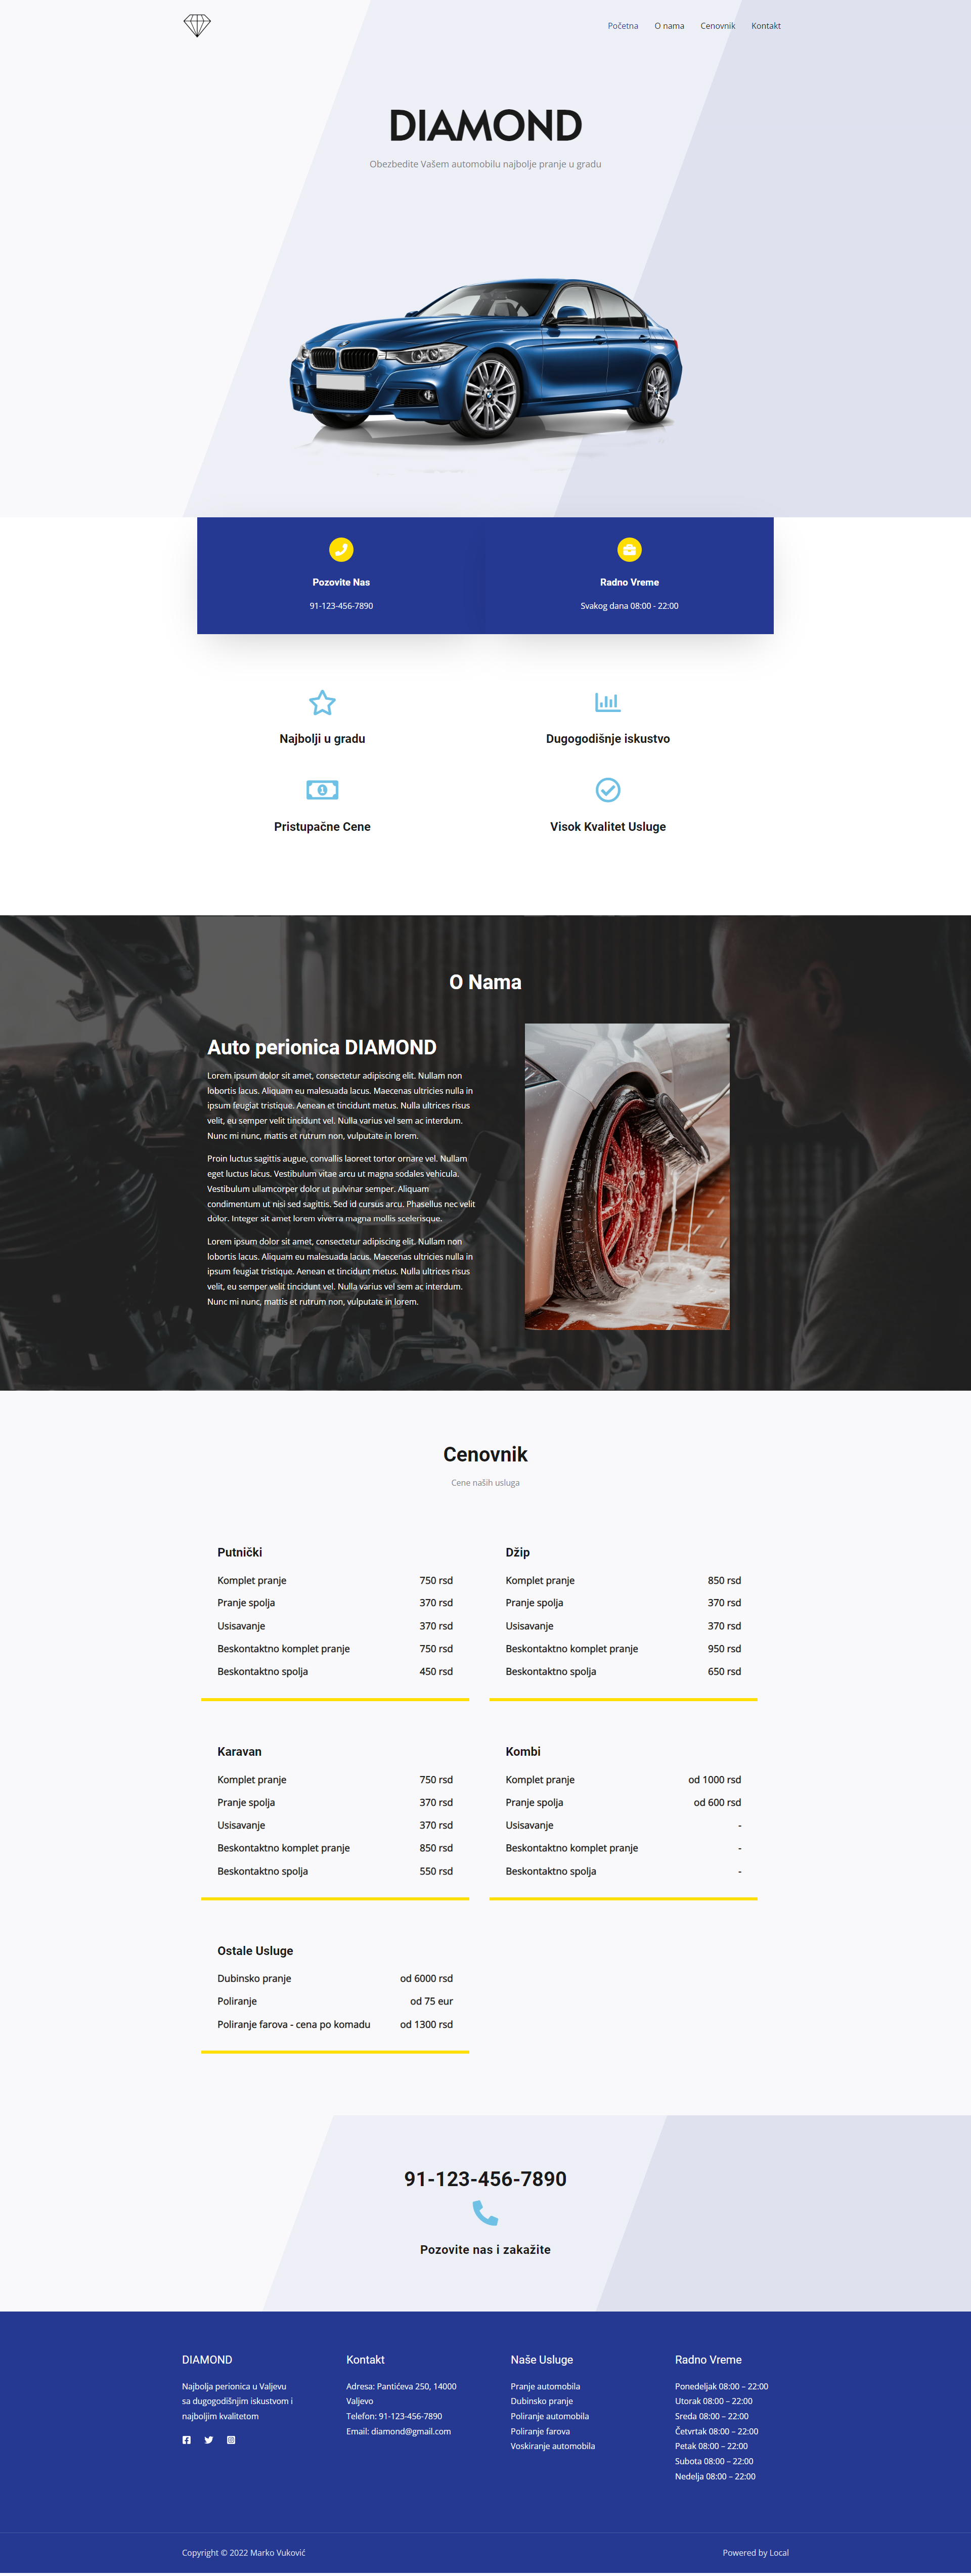 Početna O nama Cenovnik Kontakt
DIAMOND
Obezbedite Vašem automobilu najbolje pranje u gradu
Pozovite Nas
91-123-456-7890
Radno Vreme
Svakog dana 08:00 - 22:00
Najbolji u gradu
Dugogodišnje iskustvo
Pristupačne Cene
Visok Kvalitet Usluge
O Nama
Auto perionica DIAMOND
Lorem ipsum dolor sit amet, consectetur adipiscing elit. Nullam non
lobortis lacus. Aliquam eu malesuada lacus. Maecenas ultricies nulla in
ipsum feugiat tristique. Aenean et tincidunt metus. Nulla ultrices risus
velit, eu semper velit tincidunt vel. Nulla varius vel sem ac interdum.
Nunc mi nunc, mattis et rutrum non, vulputate in lorem.
Proin luctus sagittis augue, convallis laoreet tortor ornare vel. Nullam
eget luctus lacus. Vestibulum vitae arcu ut magna sodales vehicula.
Vestibulum ullamcorper dolor ut pulvinar semper. Aliquam
condimentum ut nisi sed sagittis. Sed id cursus arcu. Phasellus nec velit
dolor. Integer sit amet lorem viverra magna mollis scelerisque.
Lorem ipsum dolor sit amet, consectetur adipiscing elit. Nullam non
lobortis lacus. Aliquam eu malesuada lacus. Maecenas ultricies nulla in
ipsum feugiat tristique. Aenean et tincidunt metus. Nulla ultrices risus
velit, eu semper velit tincidunt vel. Nulla varius vel sem ac interdum.
Nunc mi nunc, mattis et rutrum non, vulputate in lorem.
Cenovnik
Cene naših usluga
Putnički
Komplet pranje 750 rsd
Pranje spolja 370 rsd
Usisavanje 370 rsd
Beskontaktno komplet pranje 750 rsd
Beskontaktno spolja 450 rsd
Džip
Komplet pranje 850 rsd
Pranje spolja 370 rsd
Usisavanje 370 rsd
Beskontaktno komplet pranje 950 rsd
Beskontaktno spolja 650 rsd
Karavan
Komplet pranje 750 rsd
Pranje spolja 370 rsd
Usisavanje 370 rsd
Beskontaktno komplet pranje 850 rsd
Beskontaktno spolja 550 rsd
Kombi
Komplet pranje od 1000 rsd
Pranje spolja od 600 rsd
Usisavanje -
Beskontaktno komplet pranje -
Beskontaktno spolja -
Ostale Usluge
Dubinsko pranje od 6000 rsd
Poliranje od 75 eur
Poliranje farova - cena po komadu od 1300 rsd
91-123-456-7890
Pozovite nas i zakažite
DIAMOND
Najbolja perionica u Valjevu
sa dugogodišnjim iskustvom i
najboljim kvalitetom
Kontakt
Adresa: Pantićeva 250, 14000
Valjevo
Telefon: 91-123-456-7890
Email: diamond@gmail.com
Naše Usluge
Pranje automobila
Dubinsko pranje
Poliranje automobila
Poliranje farova
Voskiranje automobila
Radno Vreme
Ponedeljak 08:00 – 22:00
Utorak 08:00 – 22:00
Sreda 08:00 – 22:00
Četvrtak 08:00 – 22:00
Petak 08:00 – 22:00
Subota 08:00 – 22:00
Nedelja 08:00 – 22:00
Copyright © 2022 Marko Vuković
Powered by Local